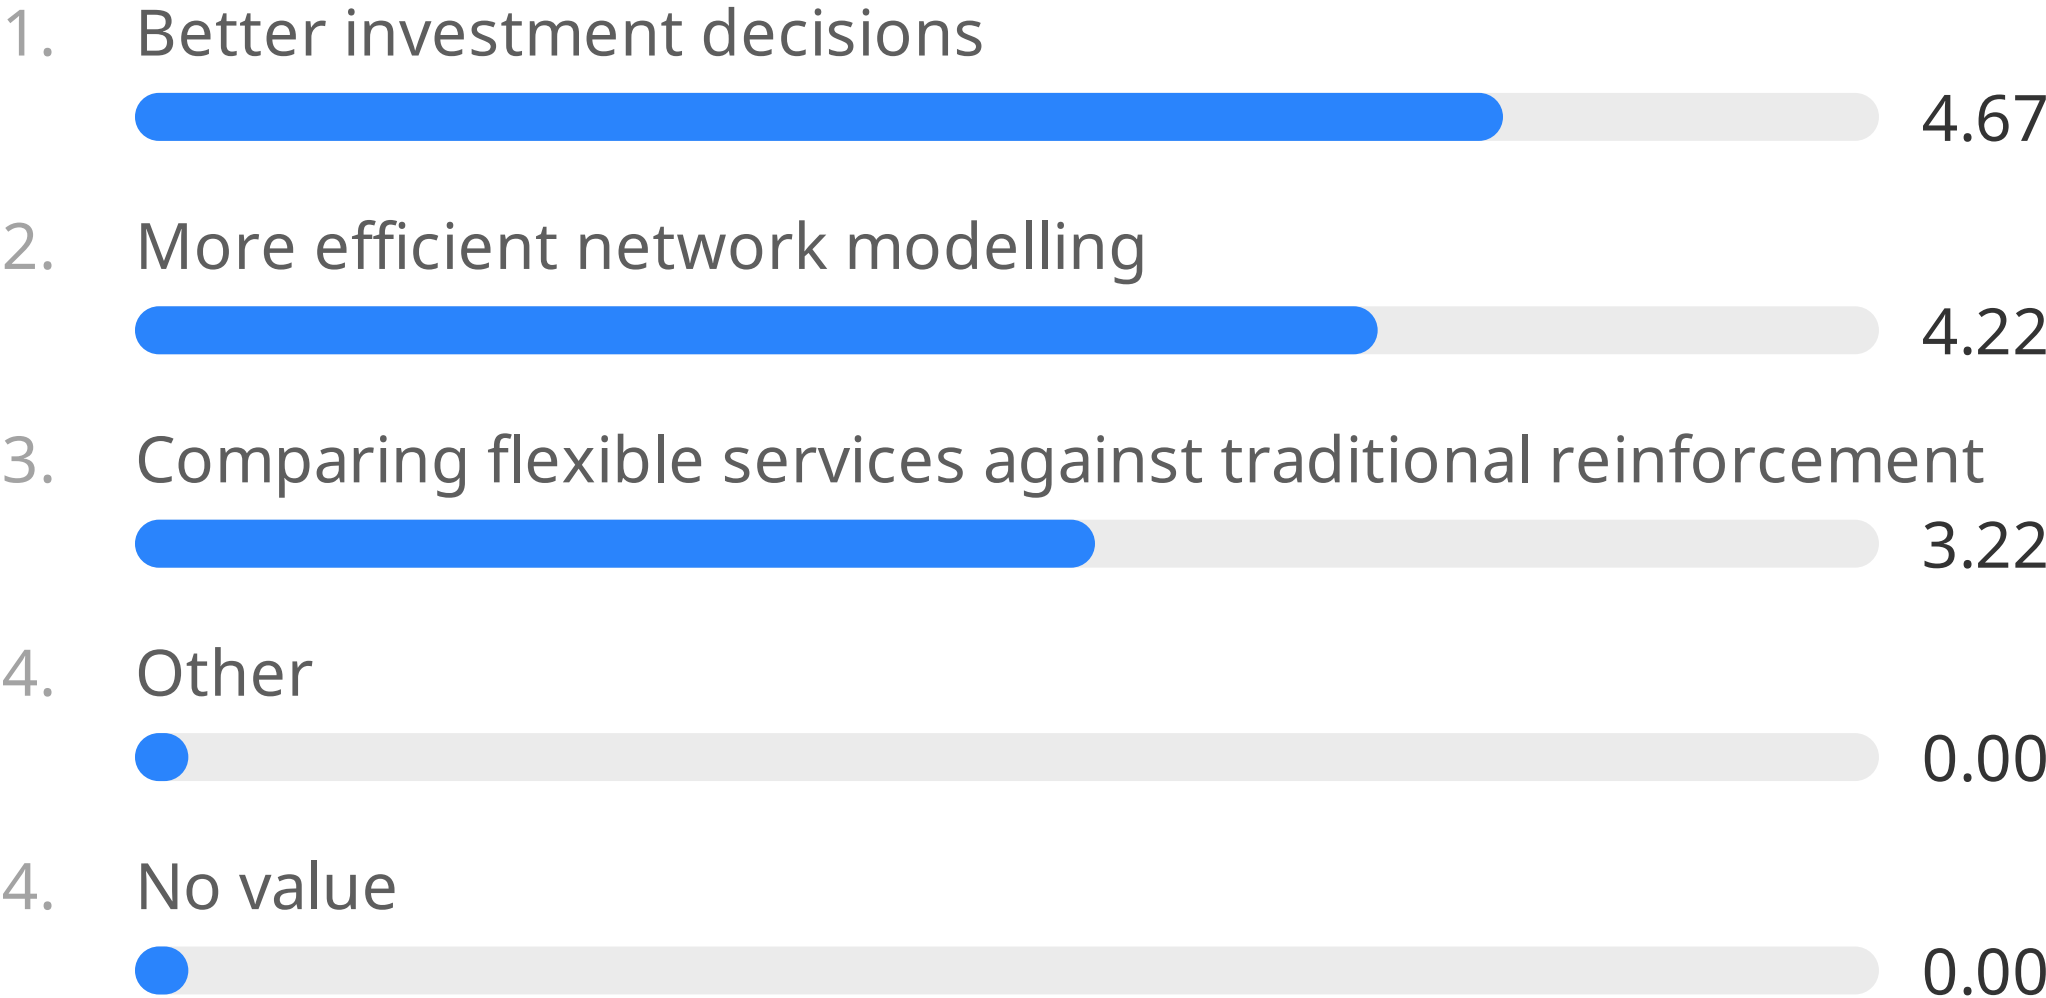 1. Better investment decisions
4.67
2. More efficient network modelling
4.22
3. Comparing flexible services against traditional reinforcement
3.22
4. Other
0.00
4. No value
0.00